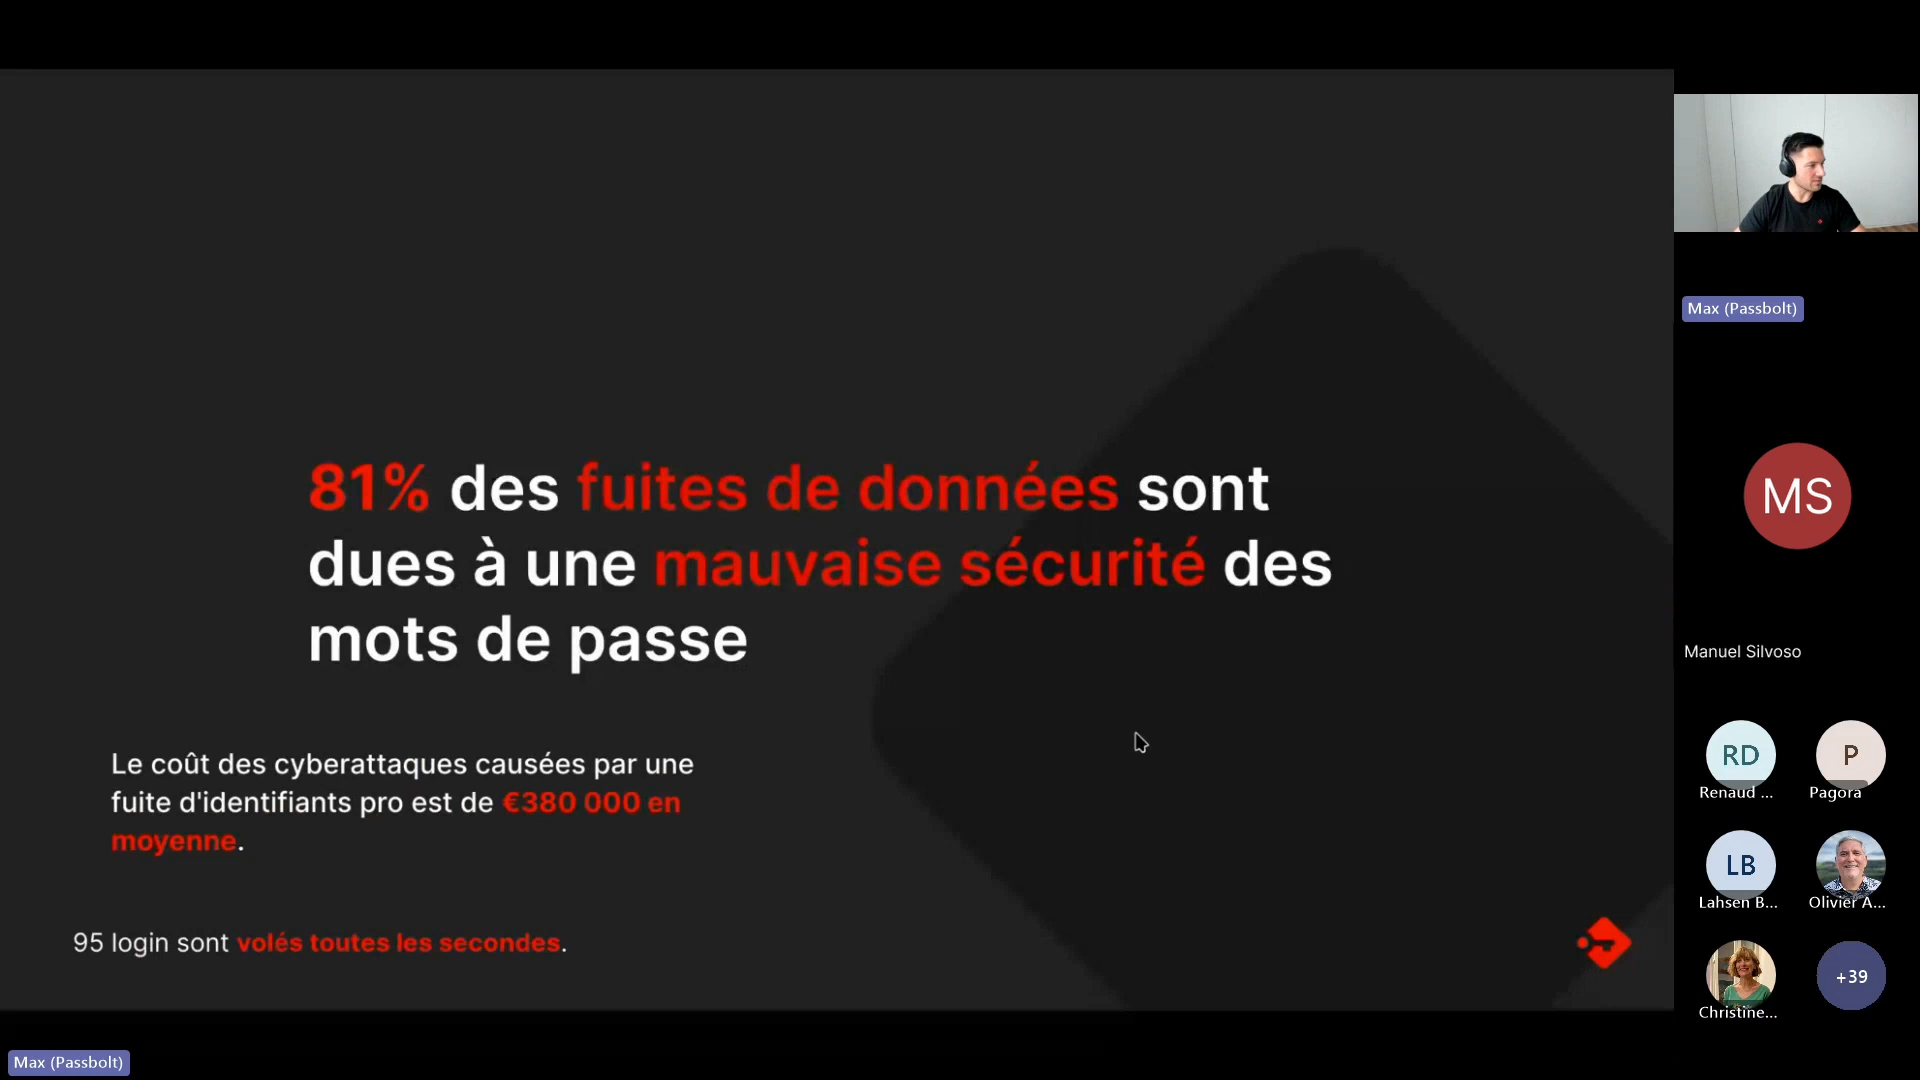 81% des fuites de données sont
dues à une mauvaise sécurité des
mots de passe
Le coût des cyberattaques causées par une
fuite d'identifiants pro est de €380 000 en
moyenne.
95 login sont volés toutes les secondes.
Max (Passbolt)
Max (Passbolt)
MS
Manuel Silvoso
RD
Renaud ...
P
Pagora
LB
Lahsen B...
Olivier A...
Christine...
+39